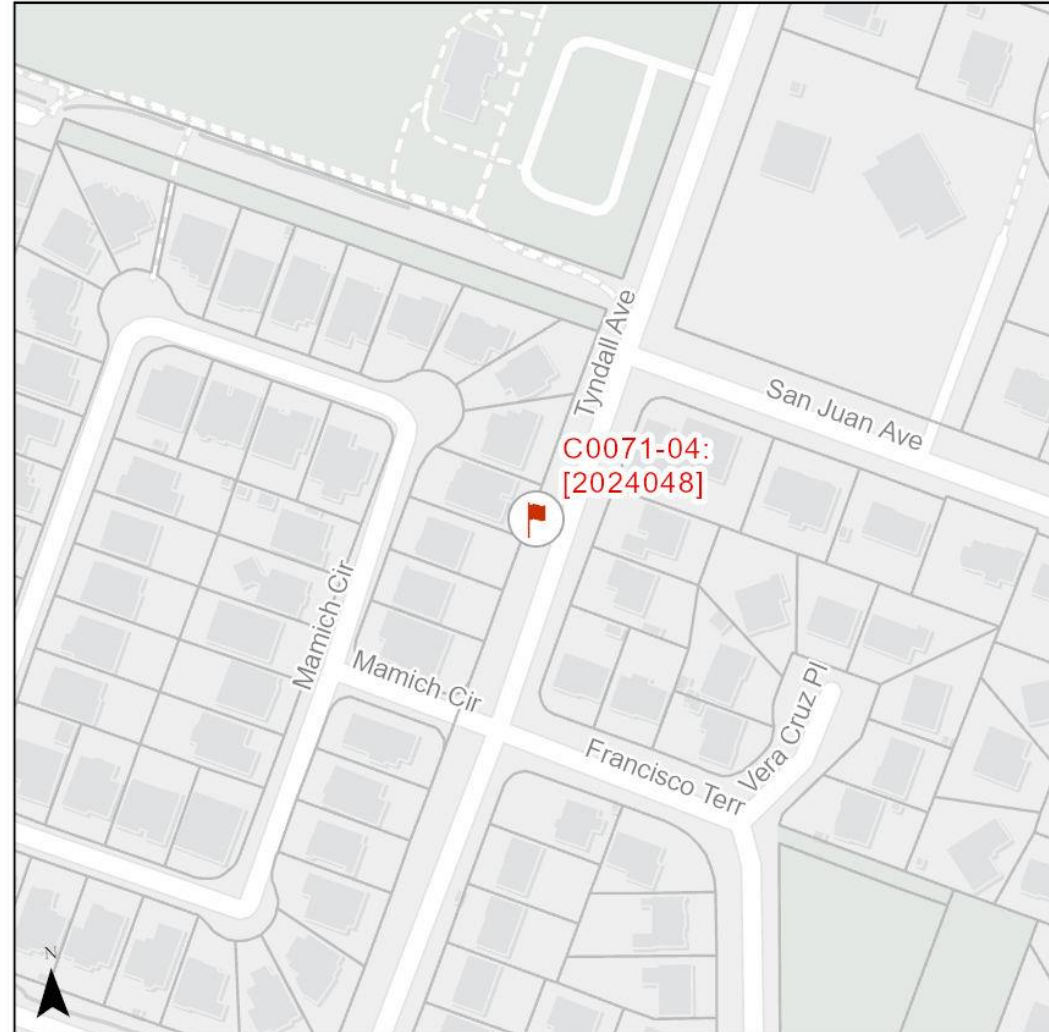 Tyndall Ave
San Juan Ave
C0071-04:
[2024048]
Mamich Cir
Mamich Cir
Vera Cruz Pl
Francisco Terr
N